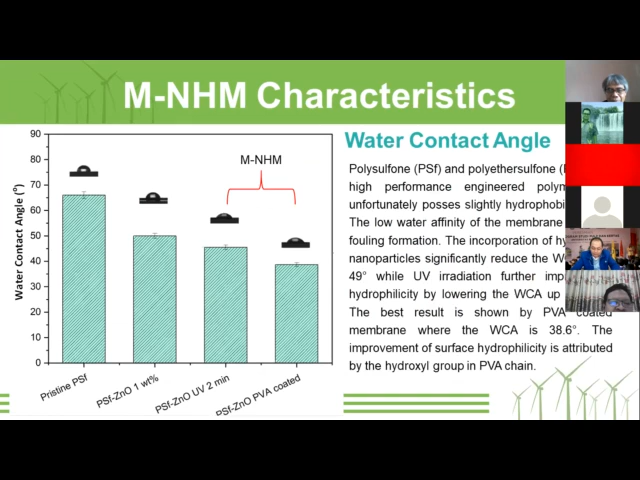 M-NHM Characteristics
90
80
70
60
50
40
30
20
10
0
Water Contact Angle (°)
M-NHM
Pristine PSf
PSf-ZnO 1 wt%
PSf-ZnO UV 2 min
PSf-ZnO PVA coated
Water Contact Angle
Polysulfone (PSf) and polyethersulfone
high performance engineered
unfortunately posses slightly
The low water affinity of the membrane
fouling formation. The incorporation of
nanoparticles significantly reduce the
49° while UV irradiation further
hydrophilicity by lowering the WCA up
The best result is shown by PVA coated
membrane where the WCA is 38.6°. The
improvement of surface hydrophilicity is attributed
by the hydroxyl group in PVA chain.